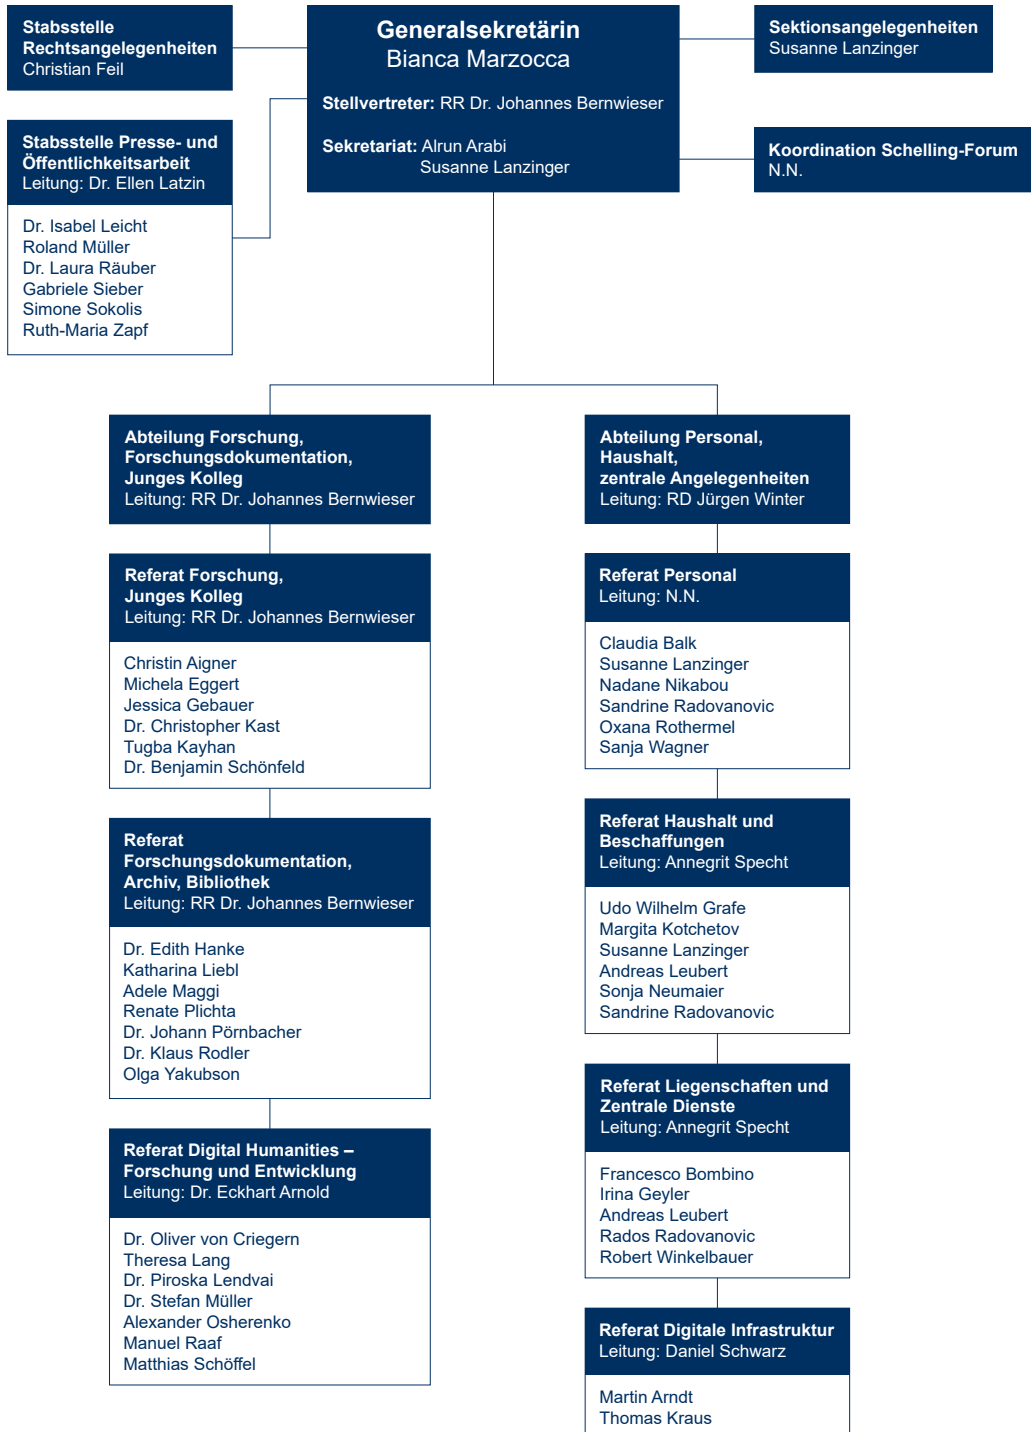 Stabsstelle
Rechtsangelegenheiten
Christian Feil
Generalsekretärin
Bianca Marzocca
Stellvertreter: RR Dr. Johannes Bernwieser
Sekretariat: Alrun Arabi
Susanne Lanzinger
Sektionsangelegenheiten
Susanne Lanzinger
Stabsstelle Presse- und
Öffentlichkeitsarbeit
Leitung: Dr. Ellen Latzin
Dr. Isabel Leicht
Roland Müller
Dr. Laura Räuber
Gabriele Sieber
Simone Sokolis
Ruth-Maria Zapf
Koordination Schelling-Forum
N.N.
Abteilung Forschung,
Forschungsdokumentation,
Junges Kolleg
Leitung: RR Dr. Johannes Bernwieser
Referat Forschung,
Junges Kolleg
Leitung: RR Dr. Johannes Bernwieser
Christin Aigner
Michela Eggert
Jessica Gebauer
Dr. Christopher Kast
Tugba Kayhan
Dr. Benjamin Schönfeld
Referat
Forschungsdokumentation,
Archiv, Bibliothek
Leitung: RR Dr. Johannes Bernwieser
Dr. Edith Hanke
Katharina Liebl
Adele Maggi
Renate Plichta
Dr. Johann Pörnbacher
Dr. Klaus Rodler
Olga Yakubson
Referat Digital Humanities –
Forschung und Entwicklung
Leitung: Dr. Eckhart Arnold
Dr. Oliver von Criegern
Theresa Lang
Dr. Piroska Lendvai
Dr. Stefan Müller
Alexander Osherenko
Manuel Raaf
Matthias Schöffel
Abteilung Personal,
Haushalt,
zentrale Angelegenheiten
Leitung: RD Jürgen Winter
Referat Personal
Leitung: N.N.
Claudia Balk
Susanne Lanzinger
Nadane Nikabou
Sandrine Radovanovic
Oxana Rothermel
Sanja Wagner
Referat Haushalt und
Beschaffungen
Leitung: Annegrit Specht
Udo Wilhelm Grafe
Margita Kotchetov
Susanne Lanzinger
Andreas Leubert
Sonja Neumaier
Sandrine Radovanovic
Referat Liegenschaften und
Zentrale Dienste
Leitung: Annegrit Specht
Francesco Bombino
Irina Geyler
Andreas Leubert
Rados Radovanovic
Robert Winkelbauer
Referat Digitale Infrastruktur
Leitung: Daniel Schwarz
Martin Arndt
Thomas Kraus